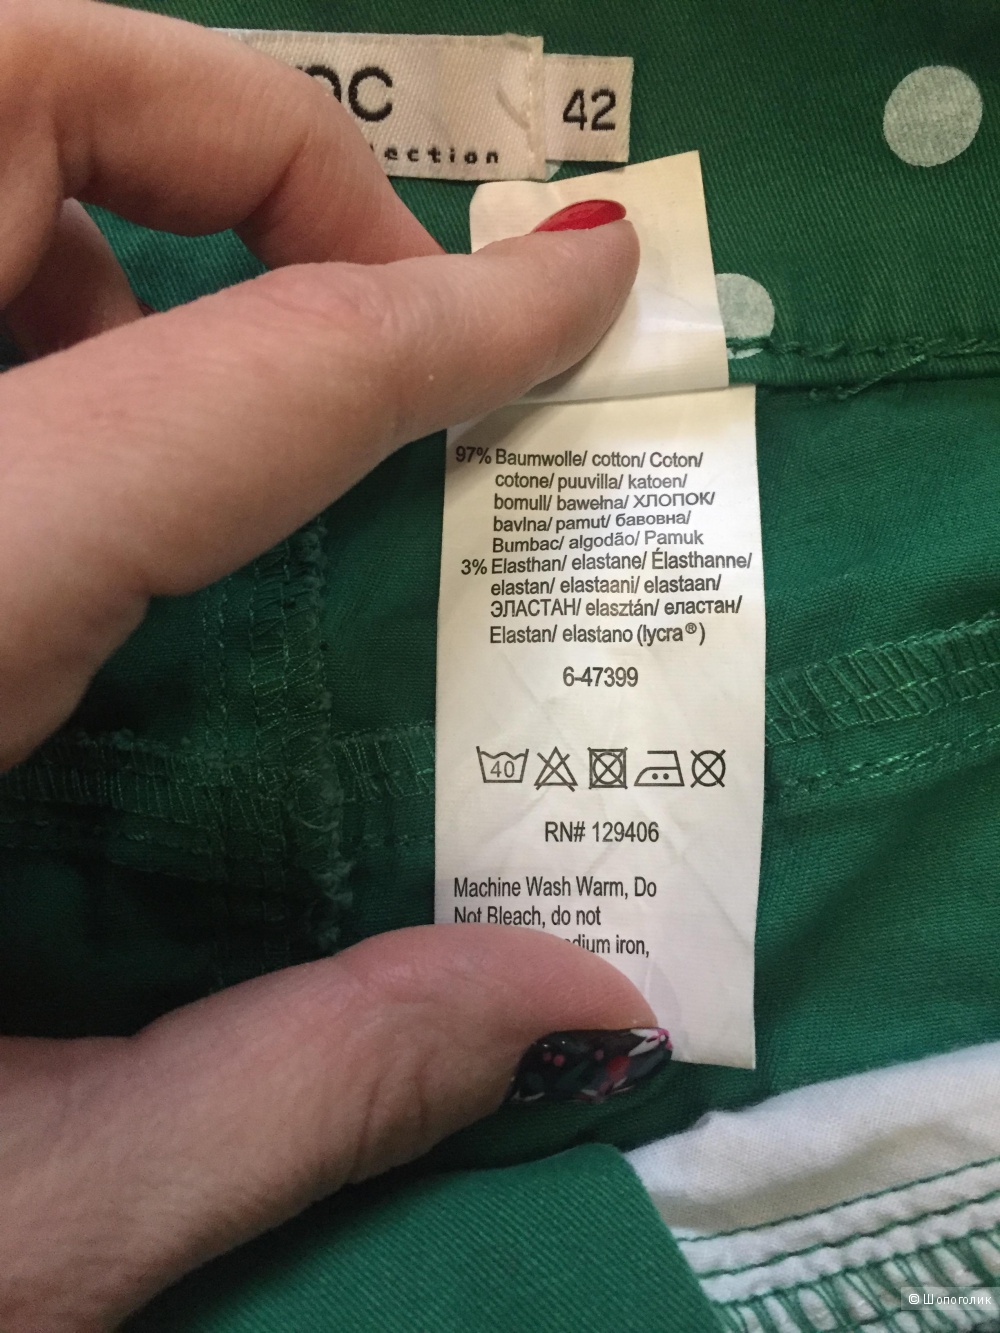 42
97% Baumwolle/ cotton/ Coton/
cotone/ puuvilla/ katoen/
bomull/ bawełna/ ХЛОПОК/
bavlna/ pamut/ бавовна/
Bumbac/ algodão/ Pamuk
3% Elasthan/ elastane/ Élasthanne/
elastan/ elastaani/ elastaan/
ЭЛАСТАН/ elasztán/ еластан/
Elastan/ elastano (lycra®)
6-47399
40
RN# 129406
Machine Wash Warm, Do
Not Bleach, do not
iron,
© Шопоголик